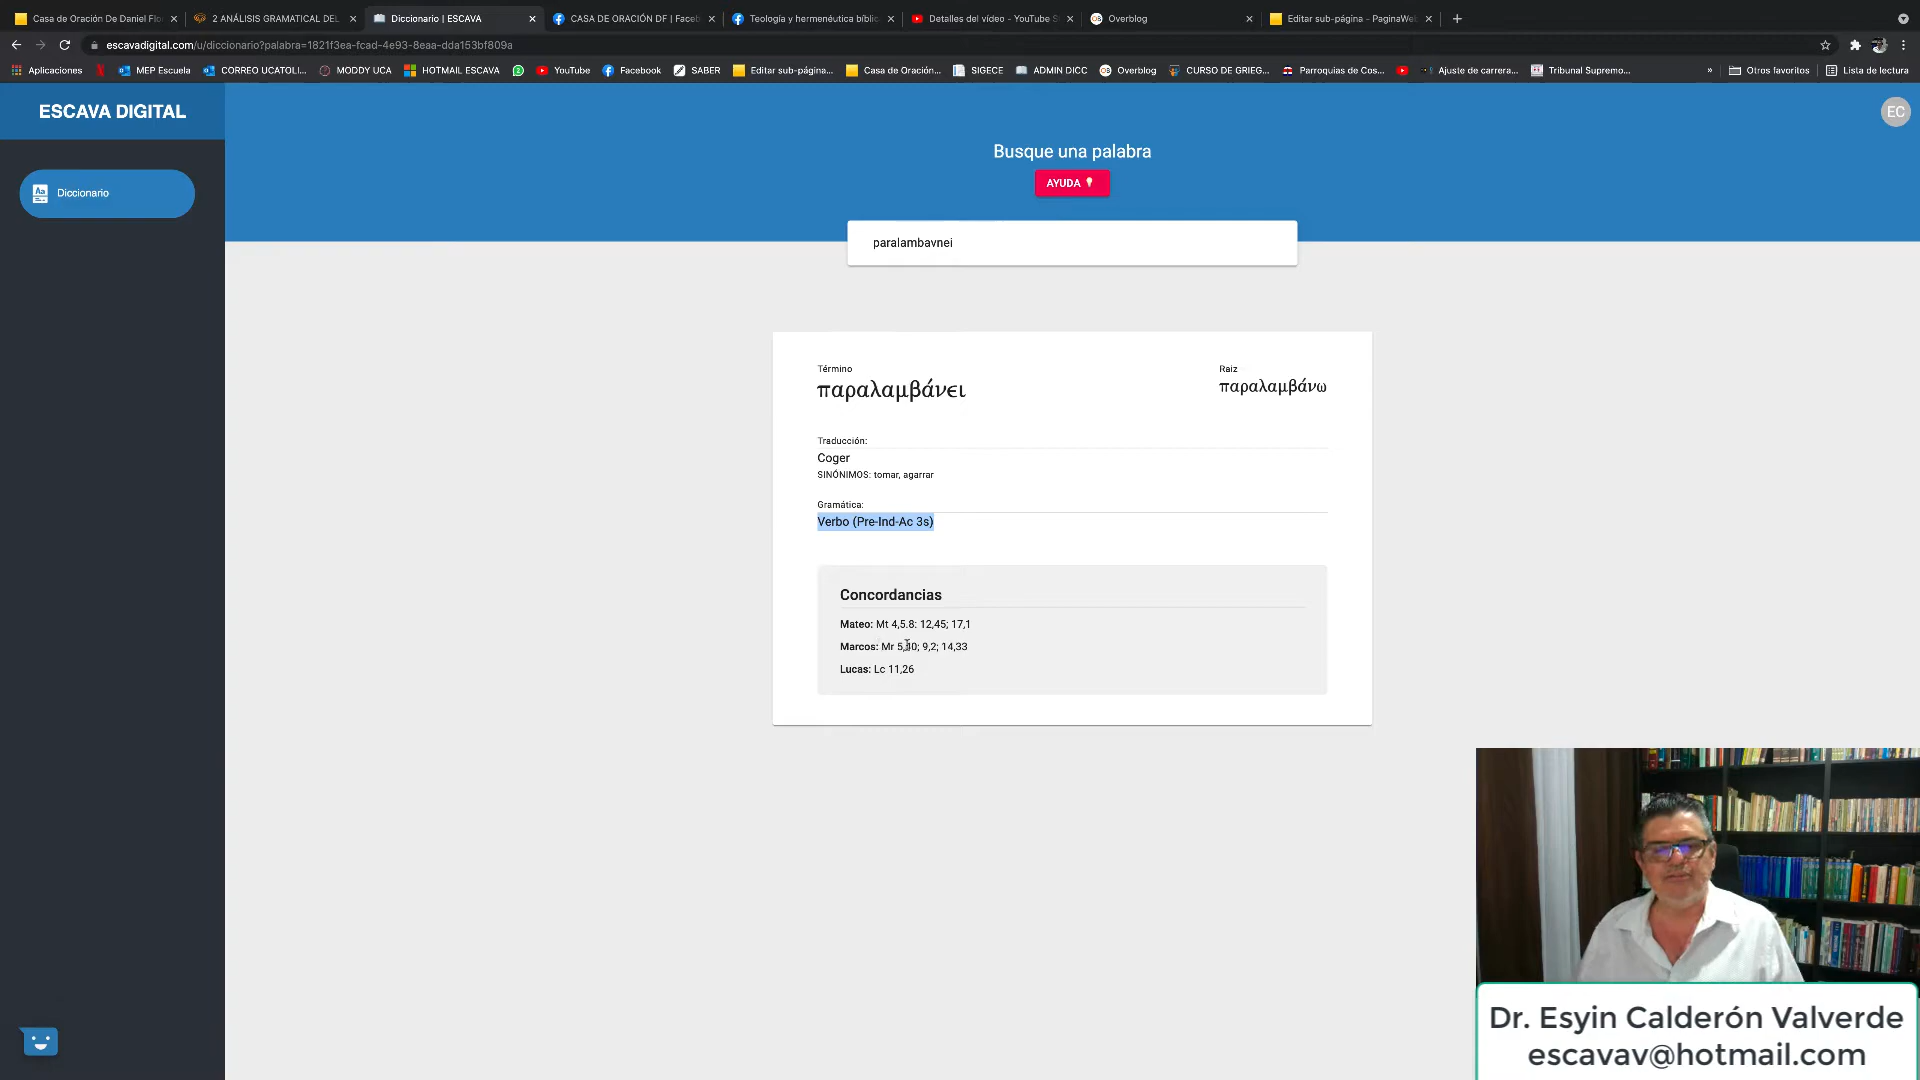 Casa de Oración De Daniel Flo
2 ANÁLISIS GRAMATICAL DEL
Diccionario | ESCAVA
CASA DE ORACIÓN DF | Faceb
Teología y hermenéutica bíblic
Detalles del vídeo - YouTube S
Overblog
Editar sub-página - PaginaWeb
escavadigital.com/u/diccionario?palabra=1821f3ea-fcad-4e93-8eaa-dda153bf809a
Aplicaciones
MEP Escuela
CORREO UCATOLI...
MODDY UCA
HOTMAIL ESCAVA
YouTube
Facebook
SABER
Editar sub-página...
Casa de Oración...
SIGECE
ADMIN DICC
Overblog
CURSO DE GRIEG...
Parroquias de Cos...
Ajuste de carrera...
Tribunal Supremo...
»
Otros favoritos
Lista de lectura
ESCAVA DIGITAL
EC
Busque una palabra
AYUDA
Diccionario
paralambavnei
Término
Raiz
παραλαμβάνει
παραλαμβάνω
Traducción:
Coger
SINÓNIMOS: tomar, agarrar
Gramática:
Verbo (Pre-Ind-Ac 3s)
Concordancias
Mateo: Mt 4,5.8: 12,45; 17,1
Marcos: Mr 5,40; 9,2; 14,33
Lucas: Lc 11,26
Dr. Esyin Calderón Valverde
escavav@hotmail.com